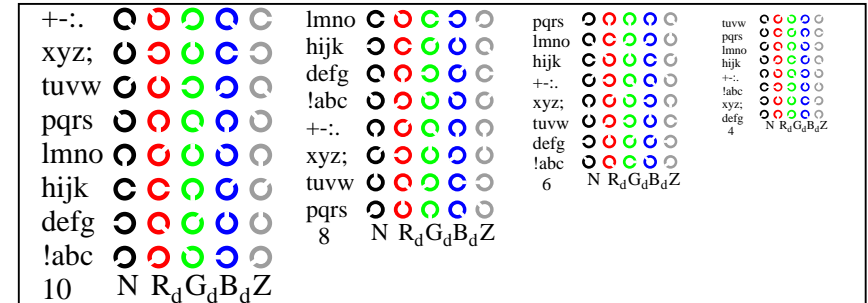 +-:.
xyz;
tuvw
pqrs
lmno
hijk
defg
!abc
10 N RdGdBdZ
lmno
hijk
defg
!abc
+-:.
xyz;
tuvw
pqrs
8 N RdGdBdZ
pqrs
lmno
hijk
+-:.
xyz;
tuvw
defg
!abc
6 N RdGdBdZ
tuvw
pqrs
lmno
hijk
+-:.
!abc
xyz;
defg
4 N RdGdBdZ